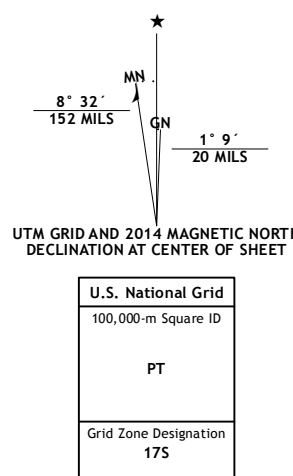 ★
MN
GN
8° 32´
152 MILS
1° 9´
20 MILS
UTM GRID AND 2014 MAGNETIC NORT
DECLINATION AT CENTER OF SHEET
U.S. National Grid
100,000-m Square ID
PT
Grid Zone Designation
17S